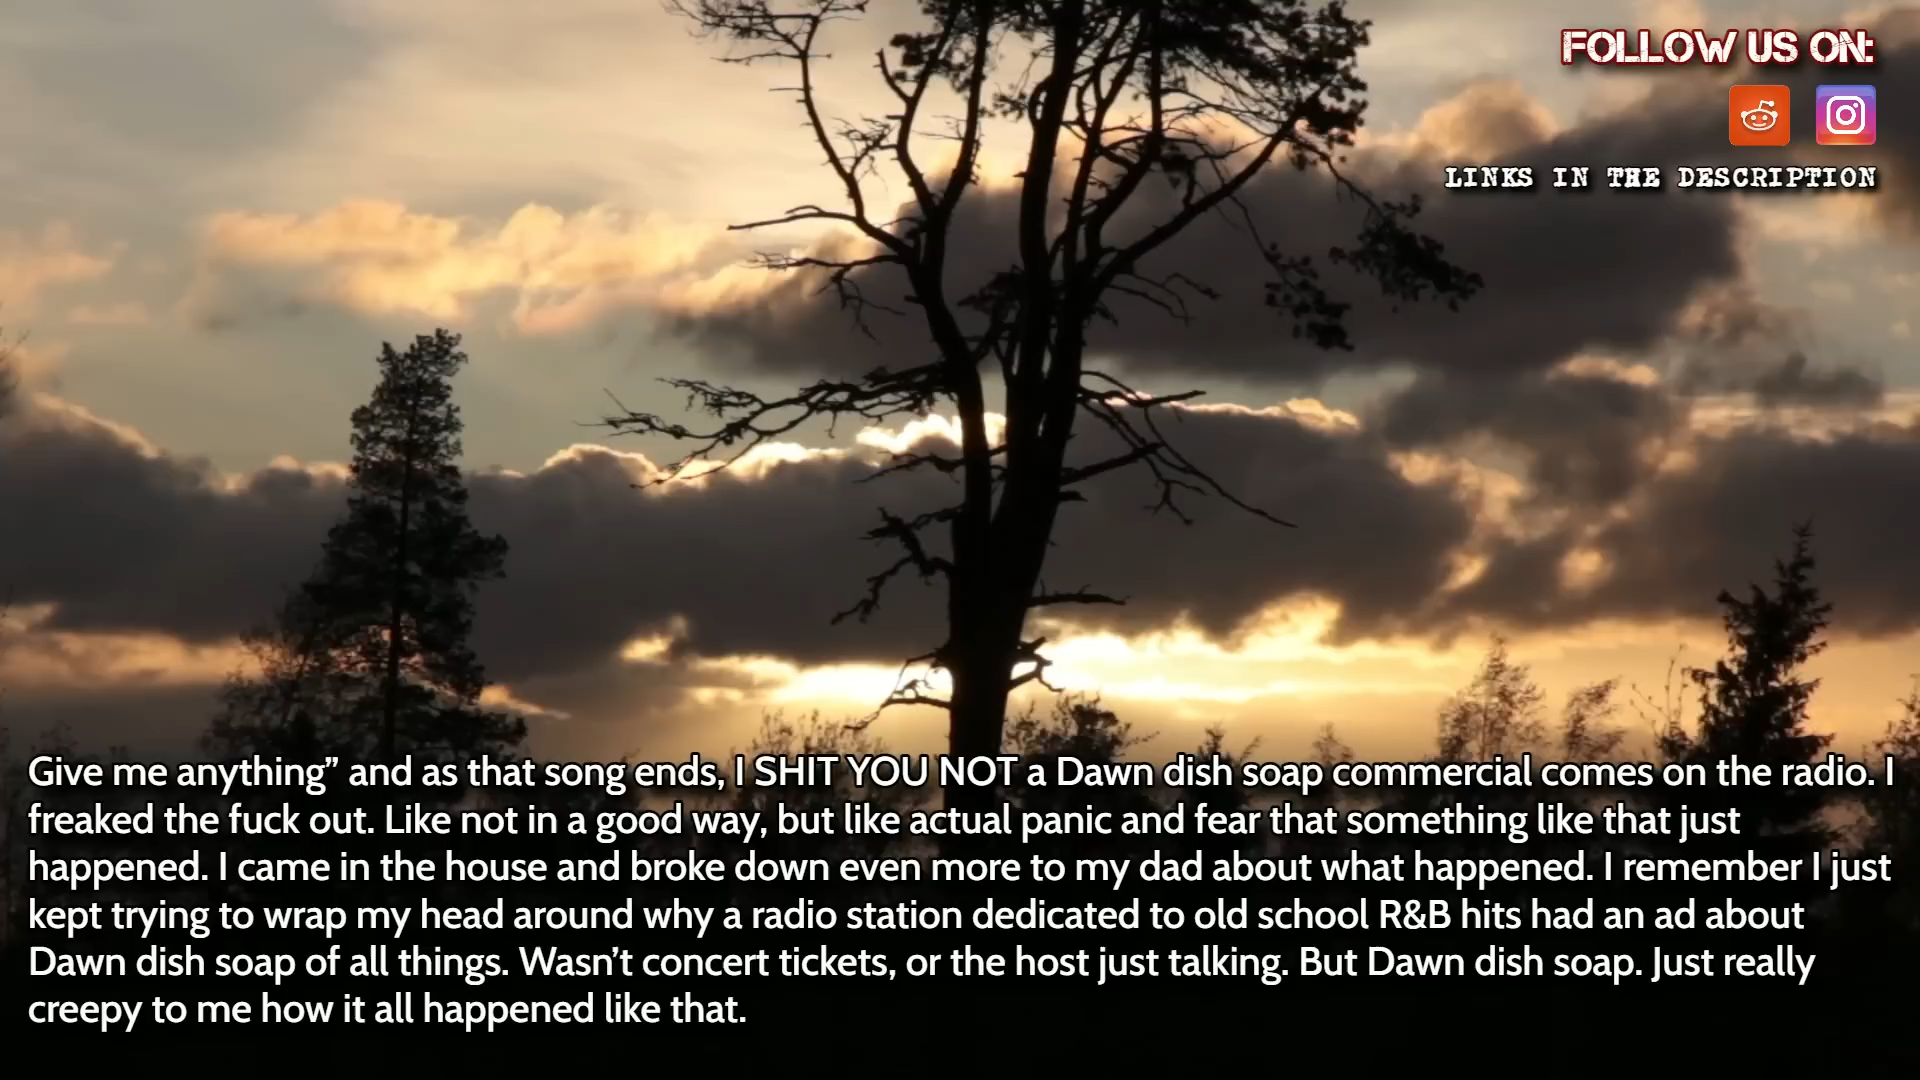 FOLLOW US ON:
LINKS IN THE DESCRIPTION
Give me anything” and as that song ends, I SHIT YOU NOT a Dawn dish soap commercial comes on the radio. I
freaked the fuck out. Like not in a good way, but like actual panic and fear that something like that just
happened. I came in the house and broke down even more to my dad about what happened. I remember I just
kept trying to wrap my head around why a radio station dedicated to old school R&B hits had an ad about
Dawn dish soap of all things. Wasn’t concert tickets, or the host just talking. But Dawn dish soap. Just really
creepy to me how it all happened like that.